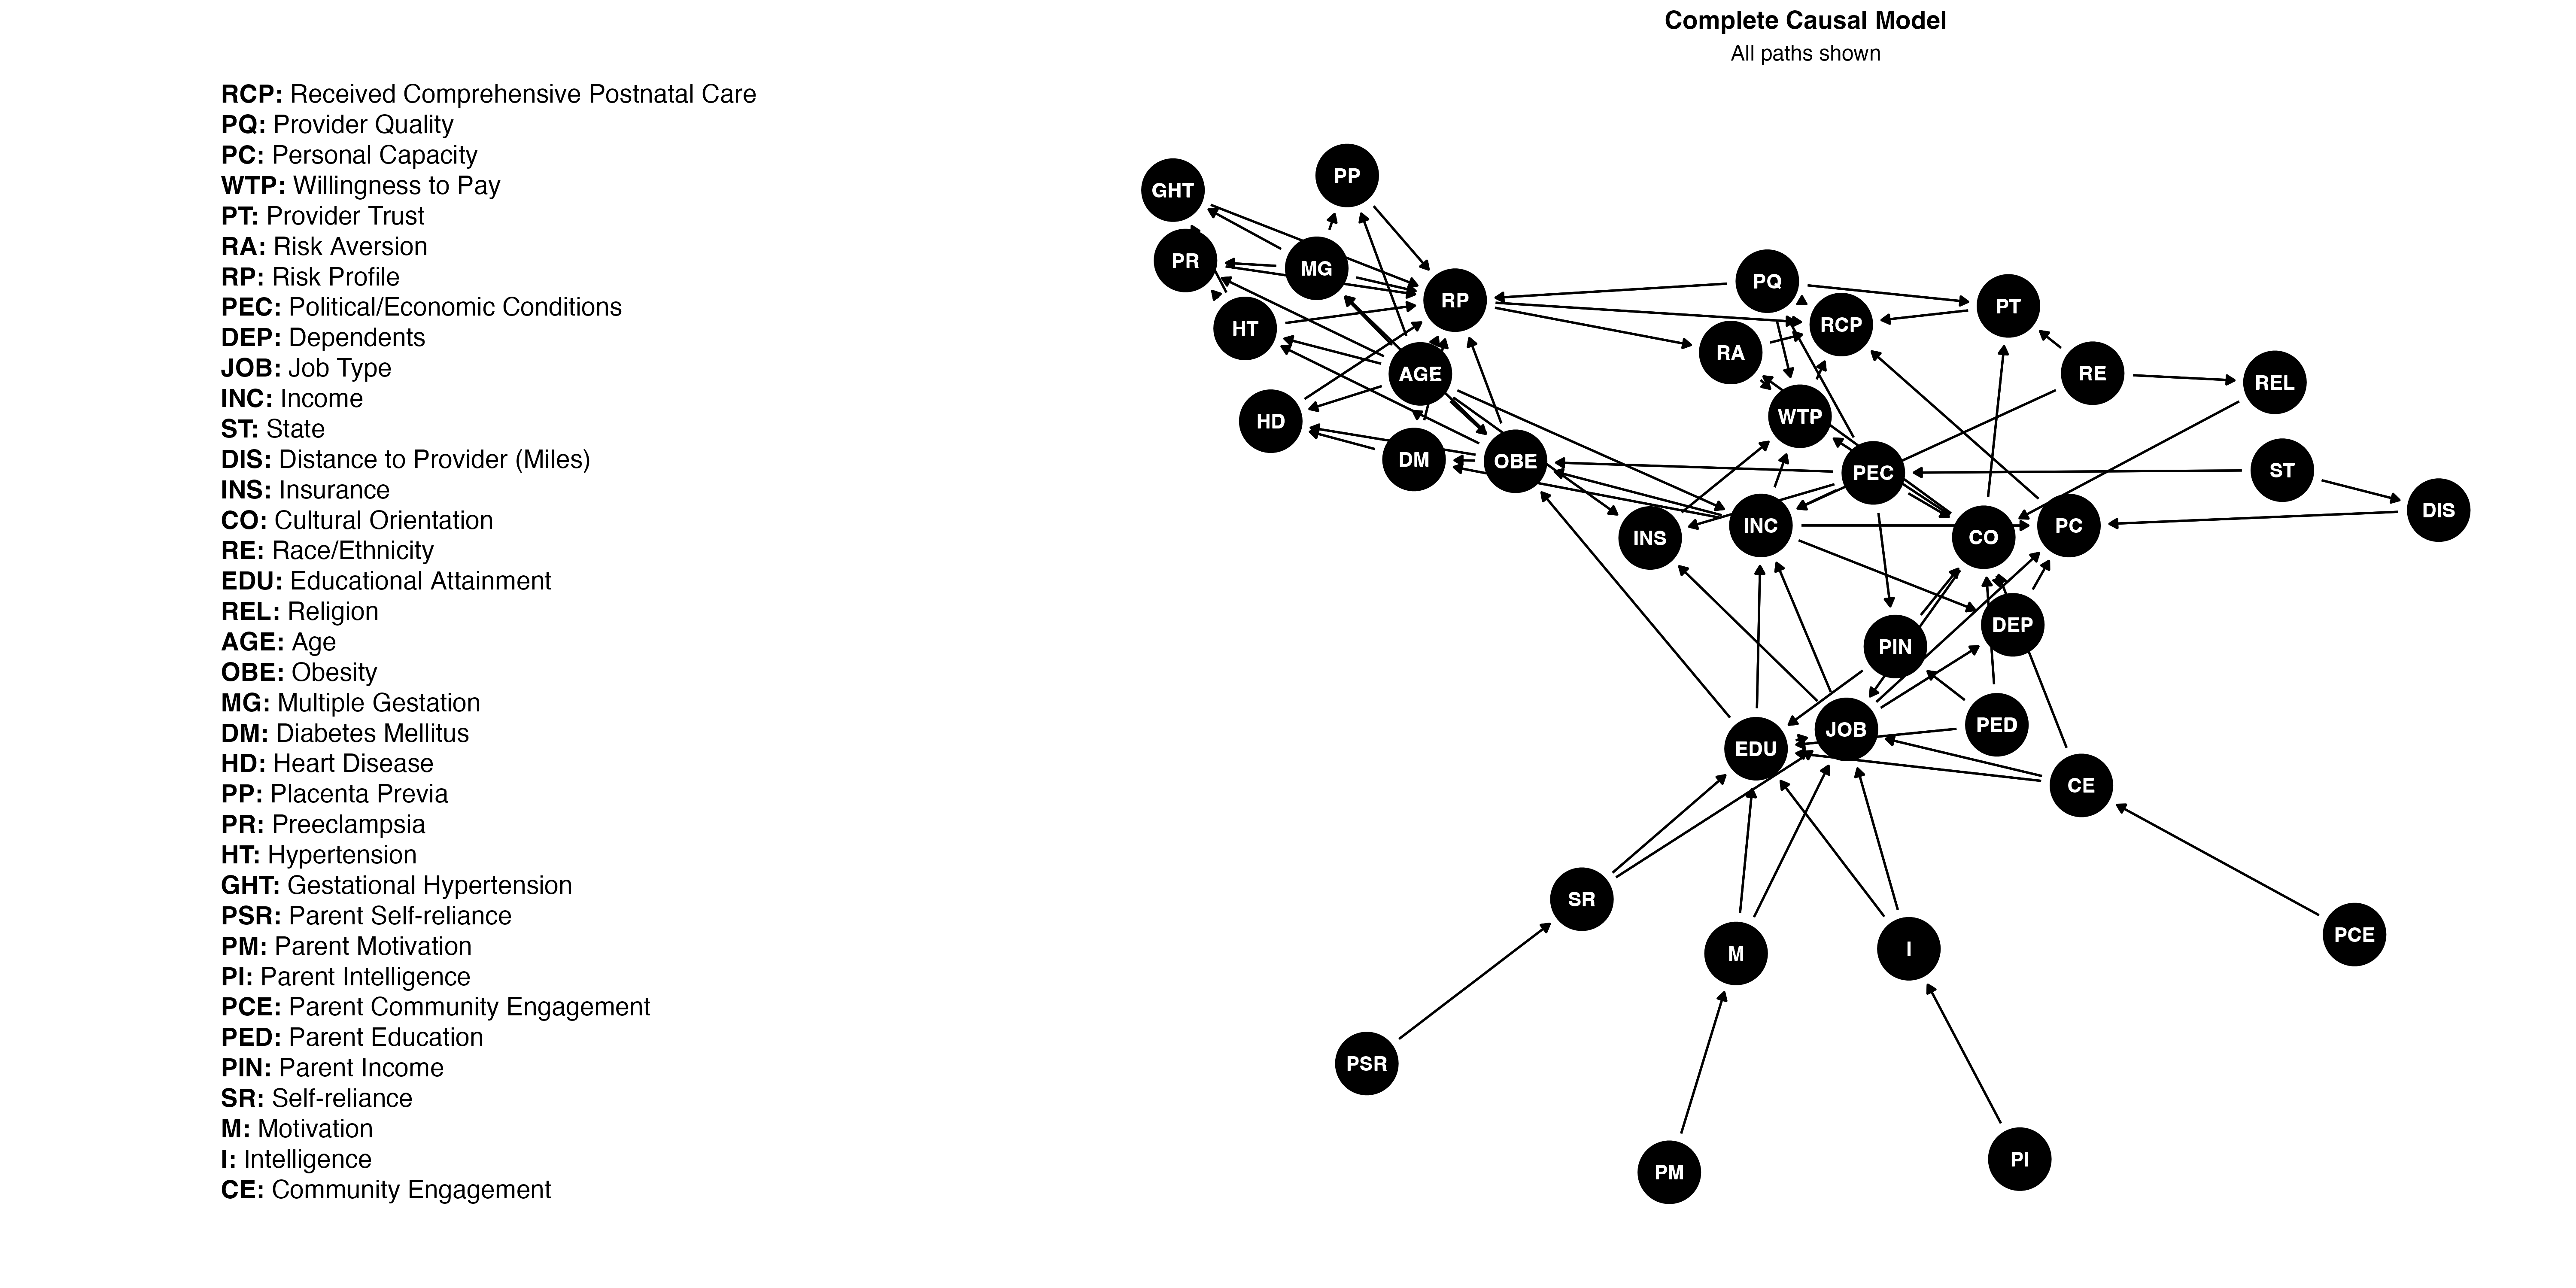 Complete Causal Model
All paths shown
RCP: Received Comprehensive Postnatal Care
PQ: Provider Quality
PC: Personal Capacity
WTP: Willingness to Pay
PT: Provider Trust
RA: Risk Aversion
RP: Risk Profile
PEC: Political/Economic Conditions
DEP: Dependents
JOB: Job Type
INC: Income
ST: State
DIS: Distance to Provider (Miles)
INS: Insurance
CO: Cultural Orientation
RE: Race/Ethnicity
EDU: Educational Attainment
REL: Religion
AGE: Age
OBE: Obesity
MG: Multiple Gestation
DM: Diabetes Mellitus
HD: Heart Disease
PP: Placenta Previa
PR: Preeclampsia
HT: Hypertension
GHT: Gestational Hypertension
PSR: Parent Self-reliance
PM: Parent Motivation
PI: Parent Intelligence
PCE: Parent Community Engagement
PED: Parent Education
PIN: Parent Income
SR: Self-reliance
M: Motivation
I: Intelligence
CE: Community Engagement
PP
GHT
PR
MG
PQ
RP
PT
RCP
HT
RA
RE
AGE
REL
WTP
HD
DM
OBE
ST
PEC
DIS
INC
PC
CO
INS
DEP
PIN
PED
JOB
EDU
CE
SR
PCE
I
M
PSR
PI
PM